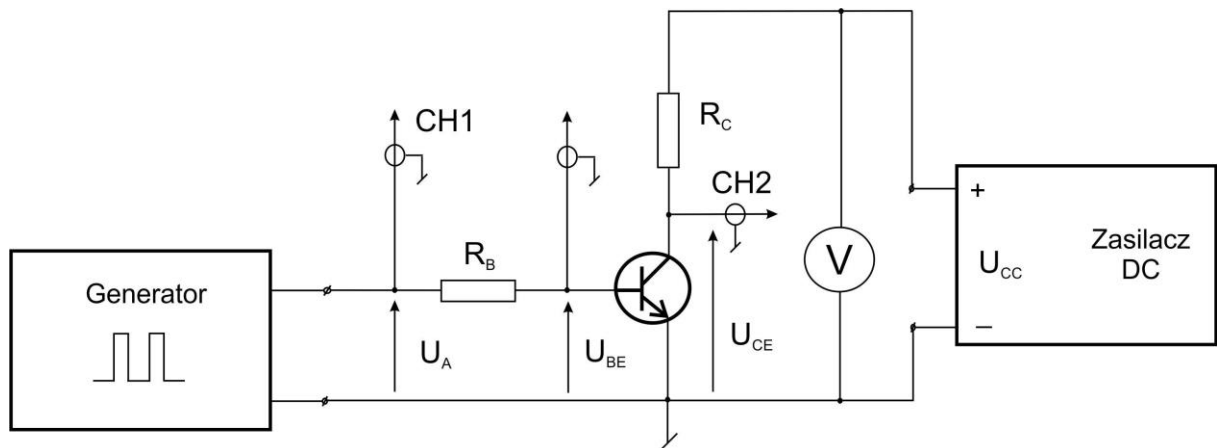 CH1
R_C
CH2
R_B
Generator
U_A
U_BE
U_CE
V
+
U_CC
−
Zasilacz
DC